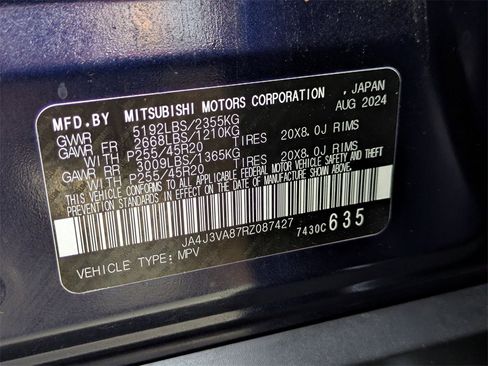 MFD.BY MITSUBISHI MOTORS CORPORATION , JAPAN
GVWR 5192LBS/2355KG AUG 2024
GAWR FR 2668LBS/1210KG
WITH P255/45R20 TIRES 20X8.0J RIMS
GAWR RR 3009LBS/1365KG
WITH P255/45R20 TIRES 20X8.0J RIMS
THIS VEHICLE CONFORMS TO ALL APPLICABLE FEDERAL MOTOR VEHICLE SAFETY AND THEFT
PREVENTION STANDARDS IN EFFECT ON THE DATE OF MANUFACTURE SHOWN ABOVE.
JA4J3VA87RZ087427 7430C 635
VEHICLE TYPE: MPV